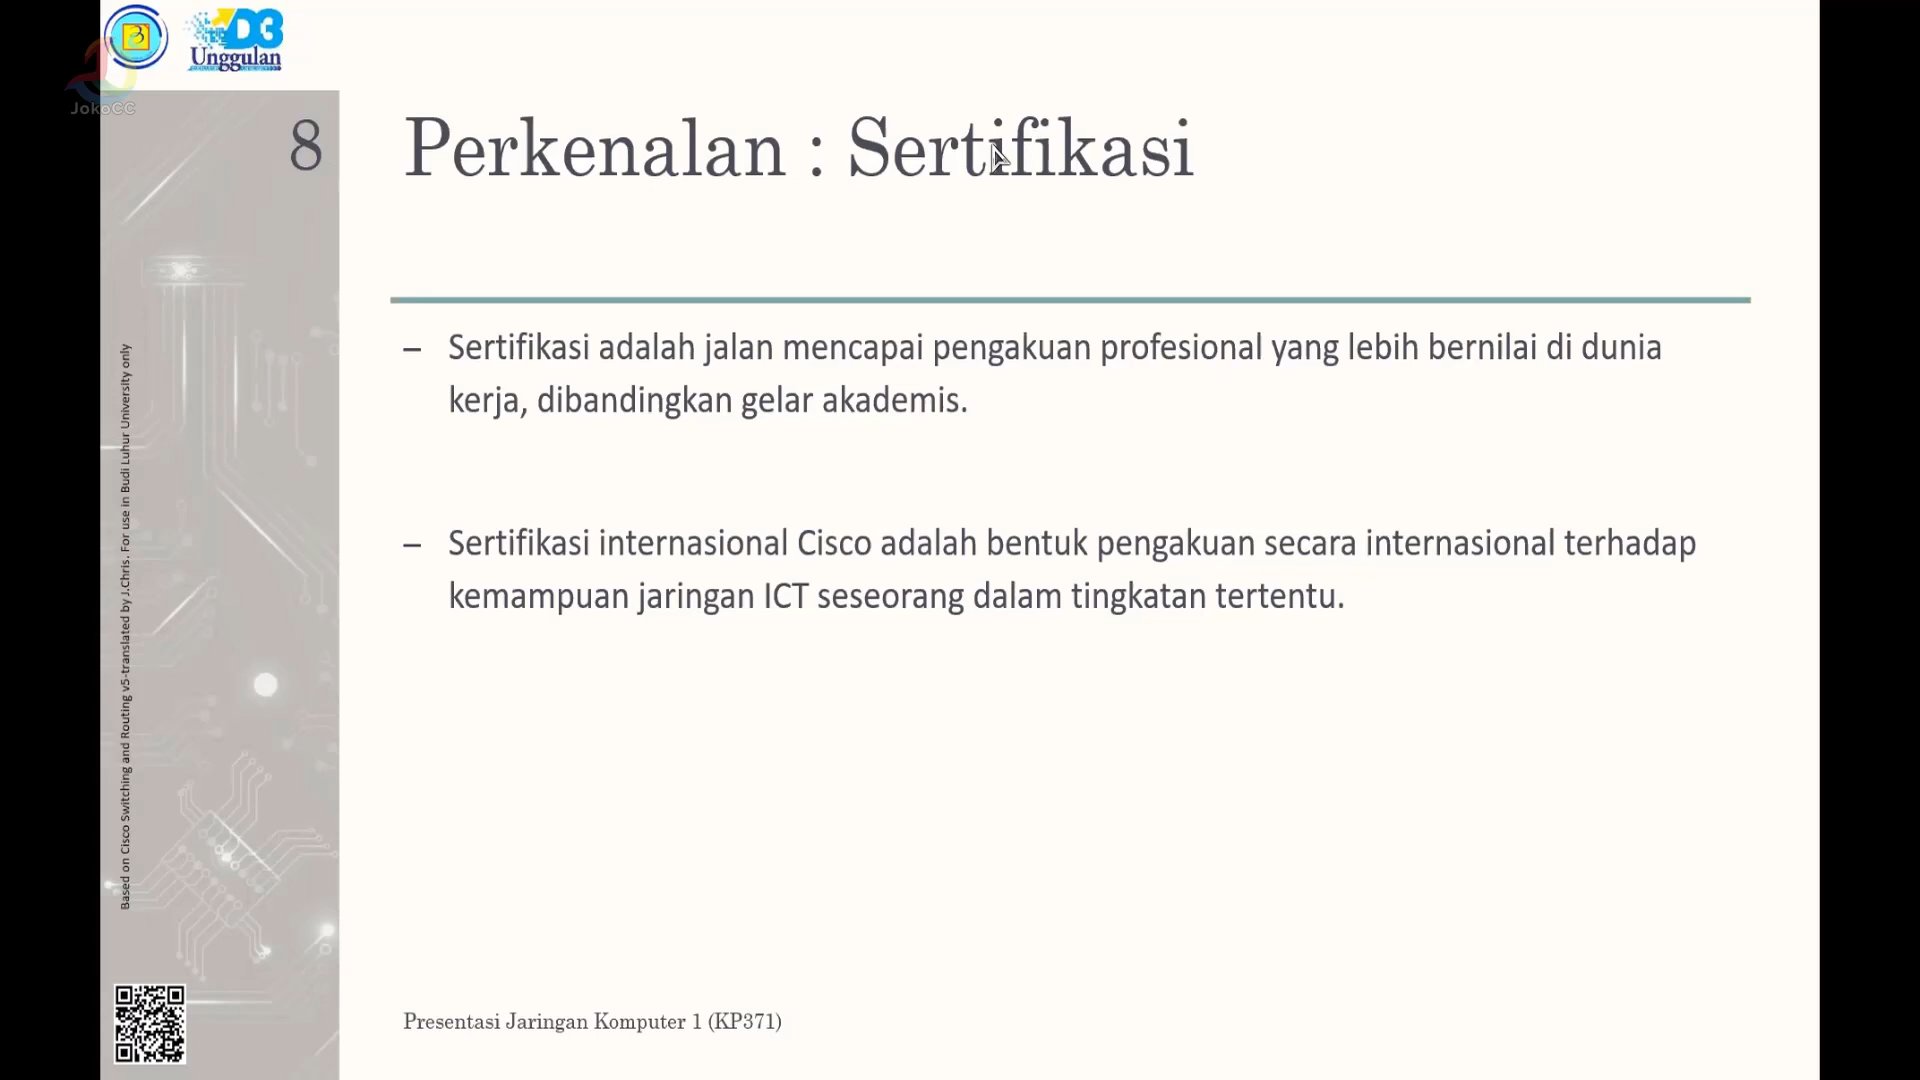 D3
Unggulan
JokoCC
8
Perkenalan : Sertifikasi
– Sertifikasi adalah jalan mencapai pengakuan profesional yang lebih bernilai di dunia
kerja, dibandingkan gelar akademis.
– Sertifikasi internasional Cisco adalah bentuk pengakuan secara internasional terhadap
kemampuan jaringan ICT seseorang dalam tingkatan tertentu.
Based on Cisco Switching and Routing v5-translated by J.Chris. For use in Budi Luhur University only
Presentasi Jaringan Komputer 1 (KP371)